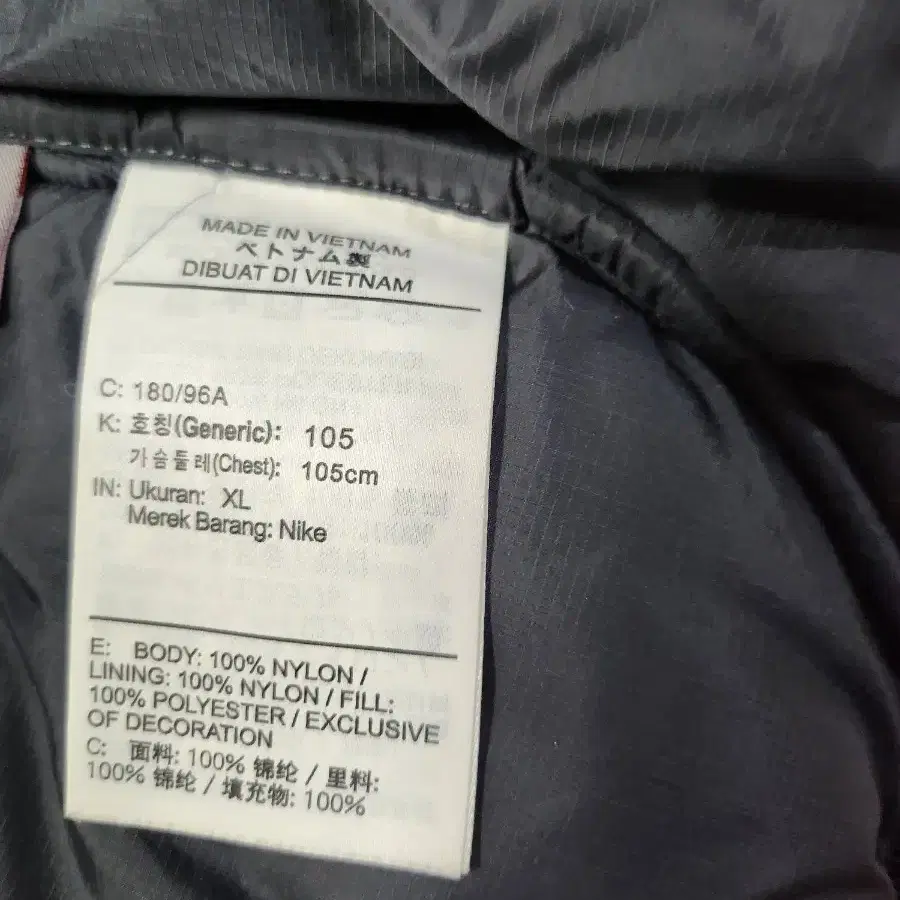 MADE IN VIETNAM
ベトナム製
DIBUAT DI VIETNAM
C: 180/96A
K: 호칭(Generic): 105
가슴둘레(Chest): 105cm
IN: Ukuran: XL
Merek Barang: Nike
E: BODY: 100% NYLON /
LINING: 100% NYLON / FILL:
100% POLYESTER / EXCLUSIVE
OF DECORATION
C: 面料: 100% 锦纶 / 里料:
100% 锦纶 / 填充物: 100%